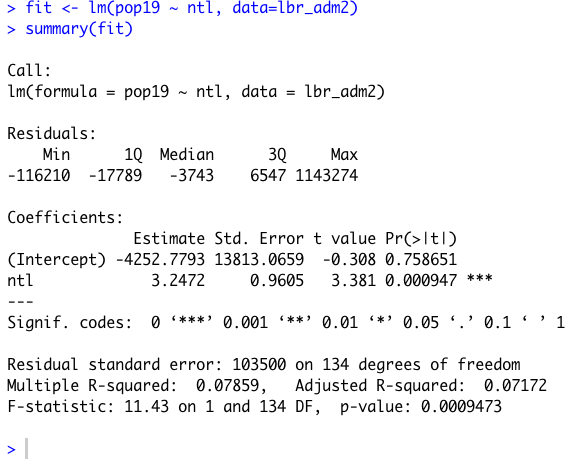 > fit <- lm(pop19 ~ ntl, data=lbr_adm2)
> summary(fit)
Call:
lm(formula = pop19 ~ ntl, data = lbr_adm2)
Residuals:
    Min      1Q  Median      3Q     Max
-116210  -17789   -3743    6547 1143274
Coefficients:
              Estimate Std. Error t value Pr(>|t|)
(Intercept) -4252.7793 13813.0659  -0.308 0.758651
ntl             3.2472     0.9605   3.381 0.000947 ***
---
Signif. codes:  0 ‘***’ 0.001 ‘**’ 0.01 ‘*’ 0.05 ‘.’ 0.1 ‘ ’ 1
Residual standard error: 103500 on 134 degrees of freedom
Multiple R-squared:  0.07859,   Adjusted R-squared:  0.07172
F-statistic: 11.43 on 1 and 134 DF,  p-value: 0.0009473
>